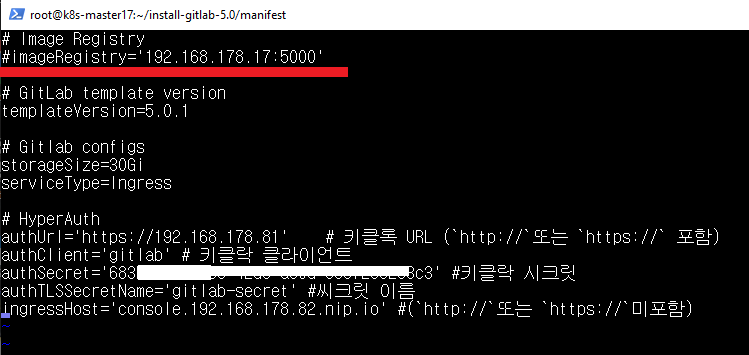 root@k8s-master17:~/install-gitlab-5.0/manifest
# Image Registry
#imageRegistry='192.168.178.17:5000'
# GitLab template version
templateVersion=5.0.1
# Gitlab configs
storageSize=30Gi
serviceType=Ingress
# HyperAuth
authUrl='https://192.168.178.81' # 키클록 URL (`http://`또는 `https://` 포함)
authClient='gitlab' # 키클락 클라이언트
authSecret='683 c3' #키클락 시크릿
authTLSSecretName='gitlab-secret' #씨크릿 이름
ingressHost='console.192.168.178.82.nip.io' #(`http://`또는 `https://`미포함)
~
~